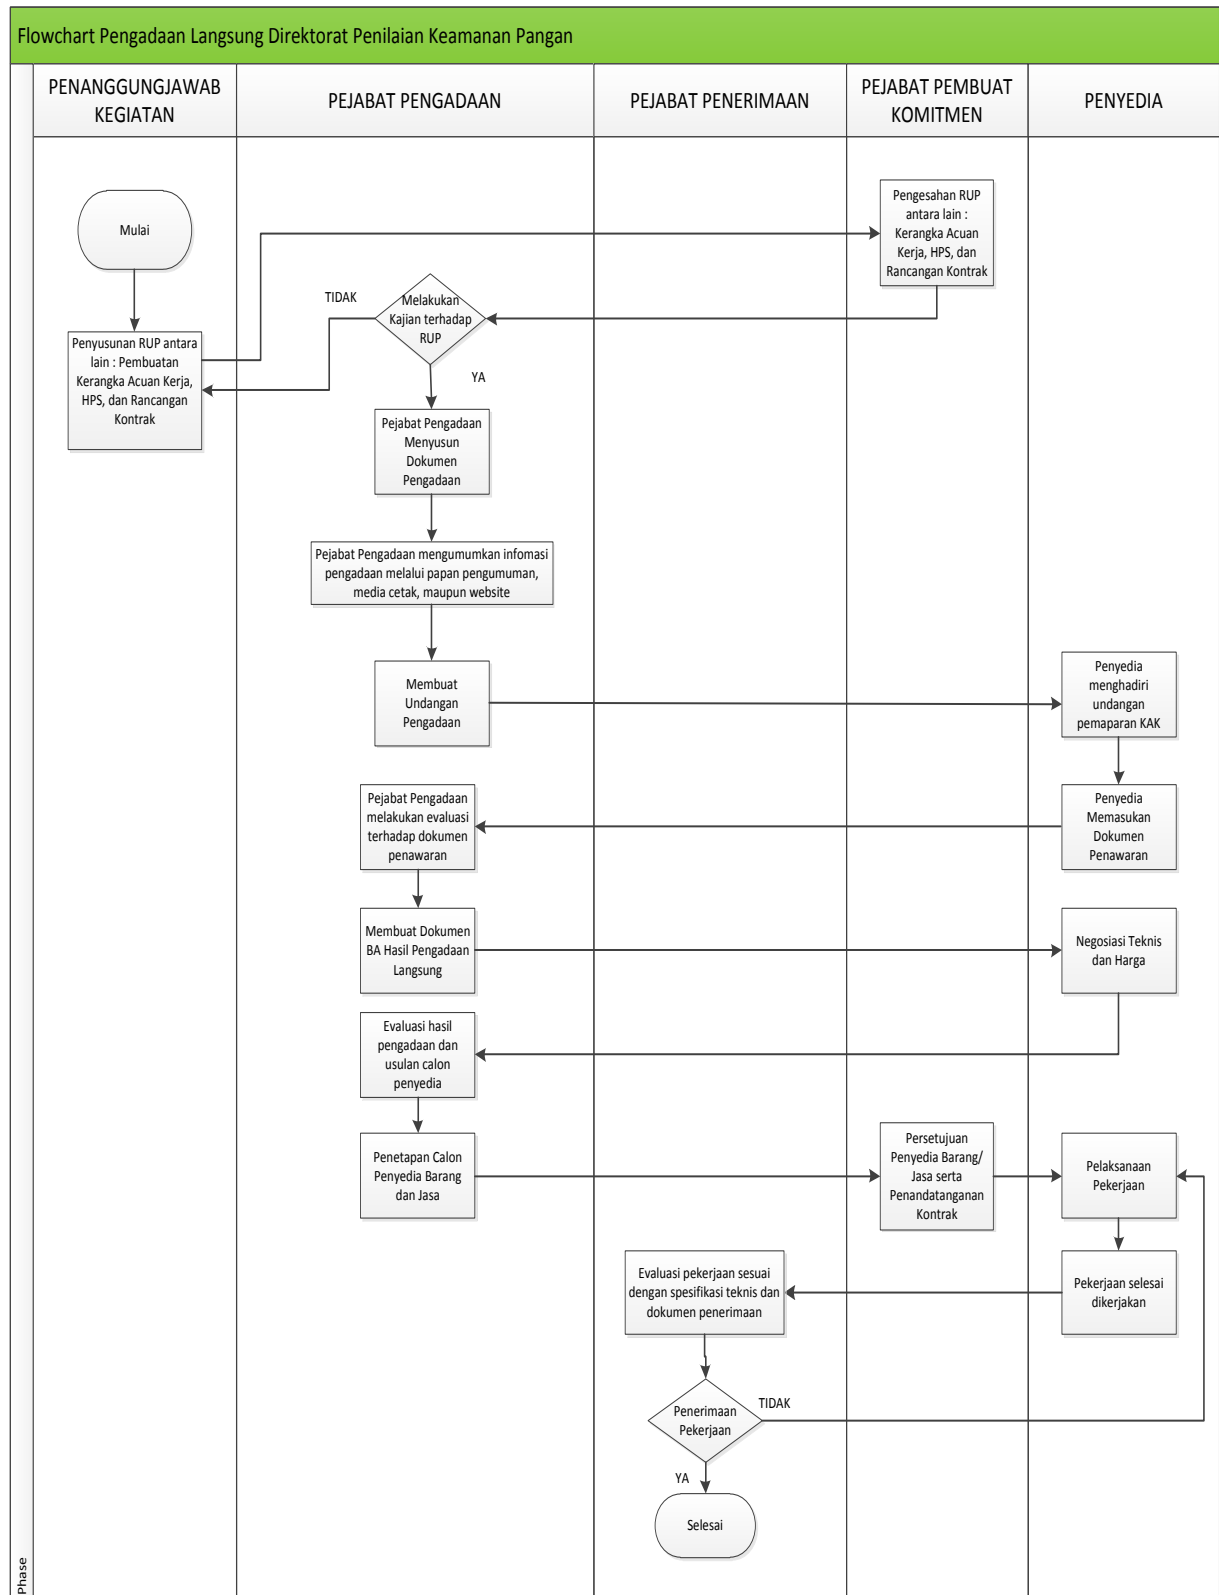 Flowchart Pengadaan Langsung Direktorat Penilaian Keamanan Pangan
PENANGGUNGJAWAB
KEGIATAN
PEJABAT PENGADAAN
PEJABAT PENERIMAAN
PEJABAT PEMBUAT
KOMITMEN
PENYEDIA
Mulai
Pengesahan RUP
antara lain :
Kerangka Acuan
Kerja, HPS, dan
Rancangan Kontrak
TIDAK
Melakukan
Kajian terhadap
RUP
YA
Penyusunan RUP antara
lain : Pembuatan
Kerangka Acuan Kerja,
HPS, dan Rancangan
Kontrak
Pejabat Pengadaan
Menyusun
Dokumen
Pengadaan
Pejabat Pengadaan mengumumkan infomasi
pengadaan melalui papan pengumuman,
media cetak, maupun website
Membuat
Undangan
Pengadaan
Penyedia
menghadiri
undangan
pemaparan KAK
Penyedia
Memasukan
Dokumen
Penawaran
Pejabat Pengadaan
melakukan evaluasi
terhadap dokumen
penawaran
Membuat Dokumen
BA Hasil Pengadaan
Langsung
Negosiasi Teknis
dan Harga
Evaluasi hasil
pengadaan dan
usulan calon
penyedia
Penetapan Calon
Penyedia Barang
dan Jasa
Persetujuan
Penyedia Barang/
Jasa serta
Penandatanganan
Kontrak
Pelaksanaan
Pekerjaan
Pekerjaan selesai
dikerjakan
Evaluasi pekerjaan sesuai
dengan spesifikasi teknis dan
dokumen penerimaan
Penerimaan
Pekerjaan
TIDAK
YA
Selesai
Phase